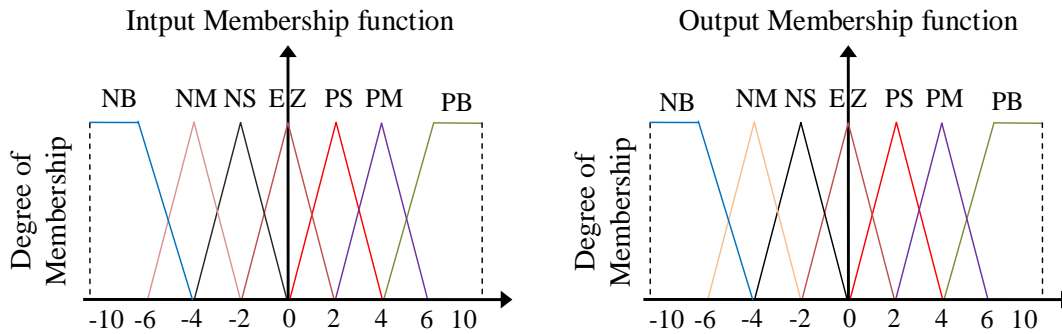 Intput Membership function
NB NM NS EZ PS PM PB
Degree of
Membership
-10 -6 -4 -2 0 2 4 6 10
Output Membership function
NB NM NS EZ PS PM PB
Degree of
Membership
-10 -6 -4 -2 0 2 4 6 10